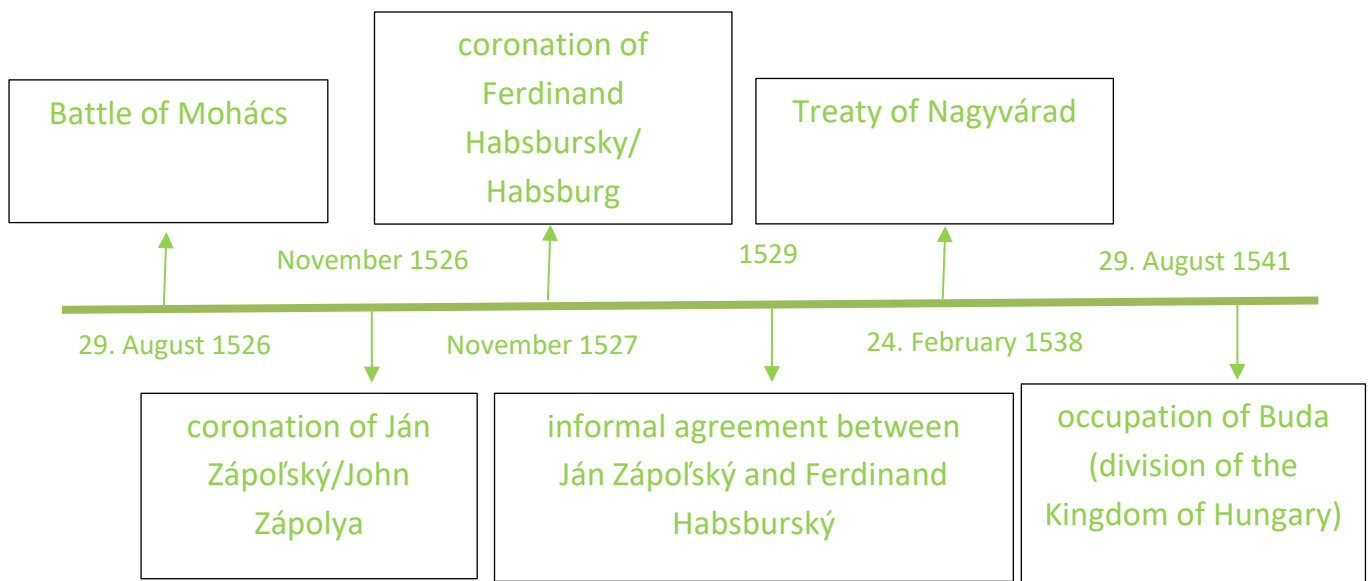 coronation of
Ferdinand
Habsbursky/
Habsburg
Battle of Mohács
Treaty of Nagyvárad
November 1526
1529
29. August 1541
29. August 1526
November 1527
24. February 1538
coronation of Ján
Zápoľský/John
Zápolya
informal agreement between
Ján Zápoľský and Ferdinand
Habsburský
occupation of Buda
(division of the
Kingdom of Hungary)